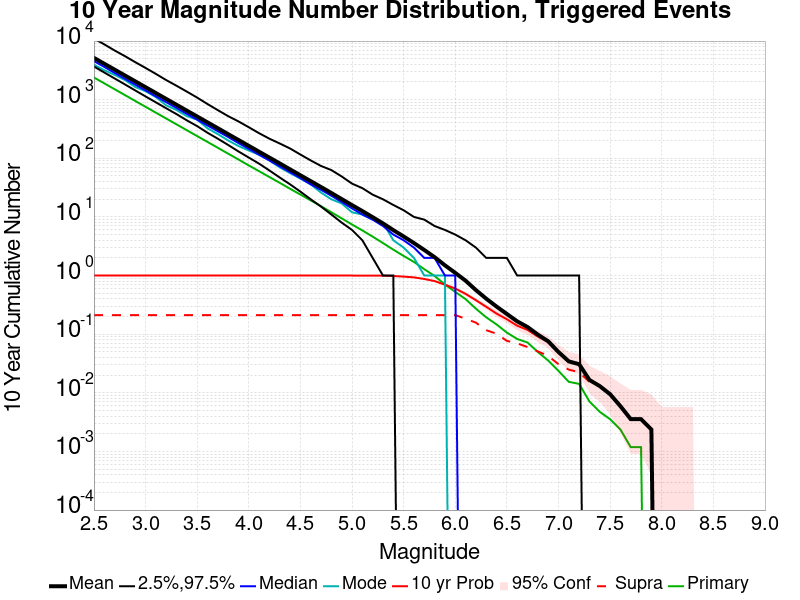 10 Year Magnitude Number Distribution, Triggered Events
10 Year Cumulative Number
10^4
10^3
10^2
10^1
10^0
10^-1
10^-2
10^-3
10^-4
2.5 3.0 3.5 4.0 4.5 5.0 5.5 6.0 6.5 7.0 7.5 8.0 8.5 9.0
Magnitude
Mean 2.5%,97.5% Median Mode 10 yr Prob 95% Conf Supra Primary